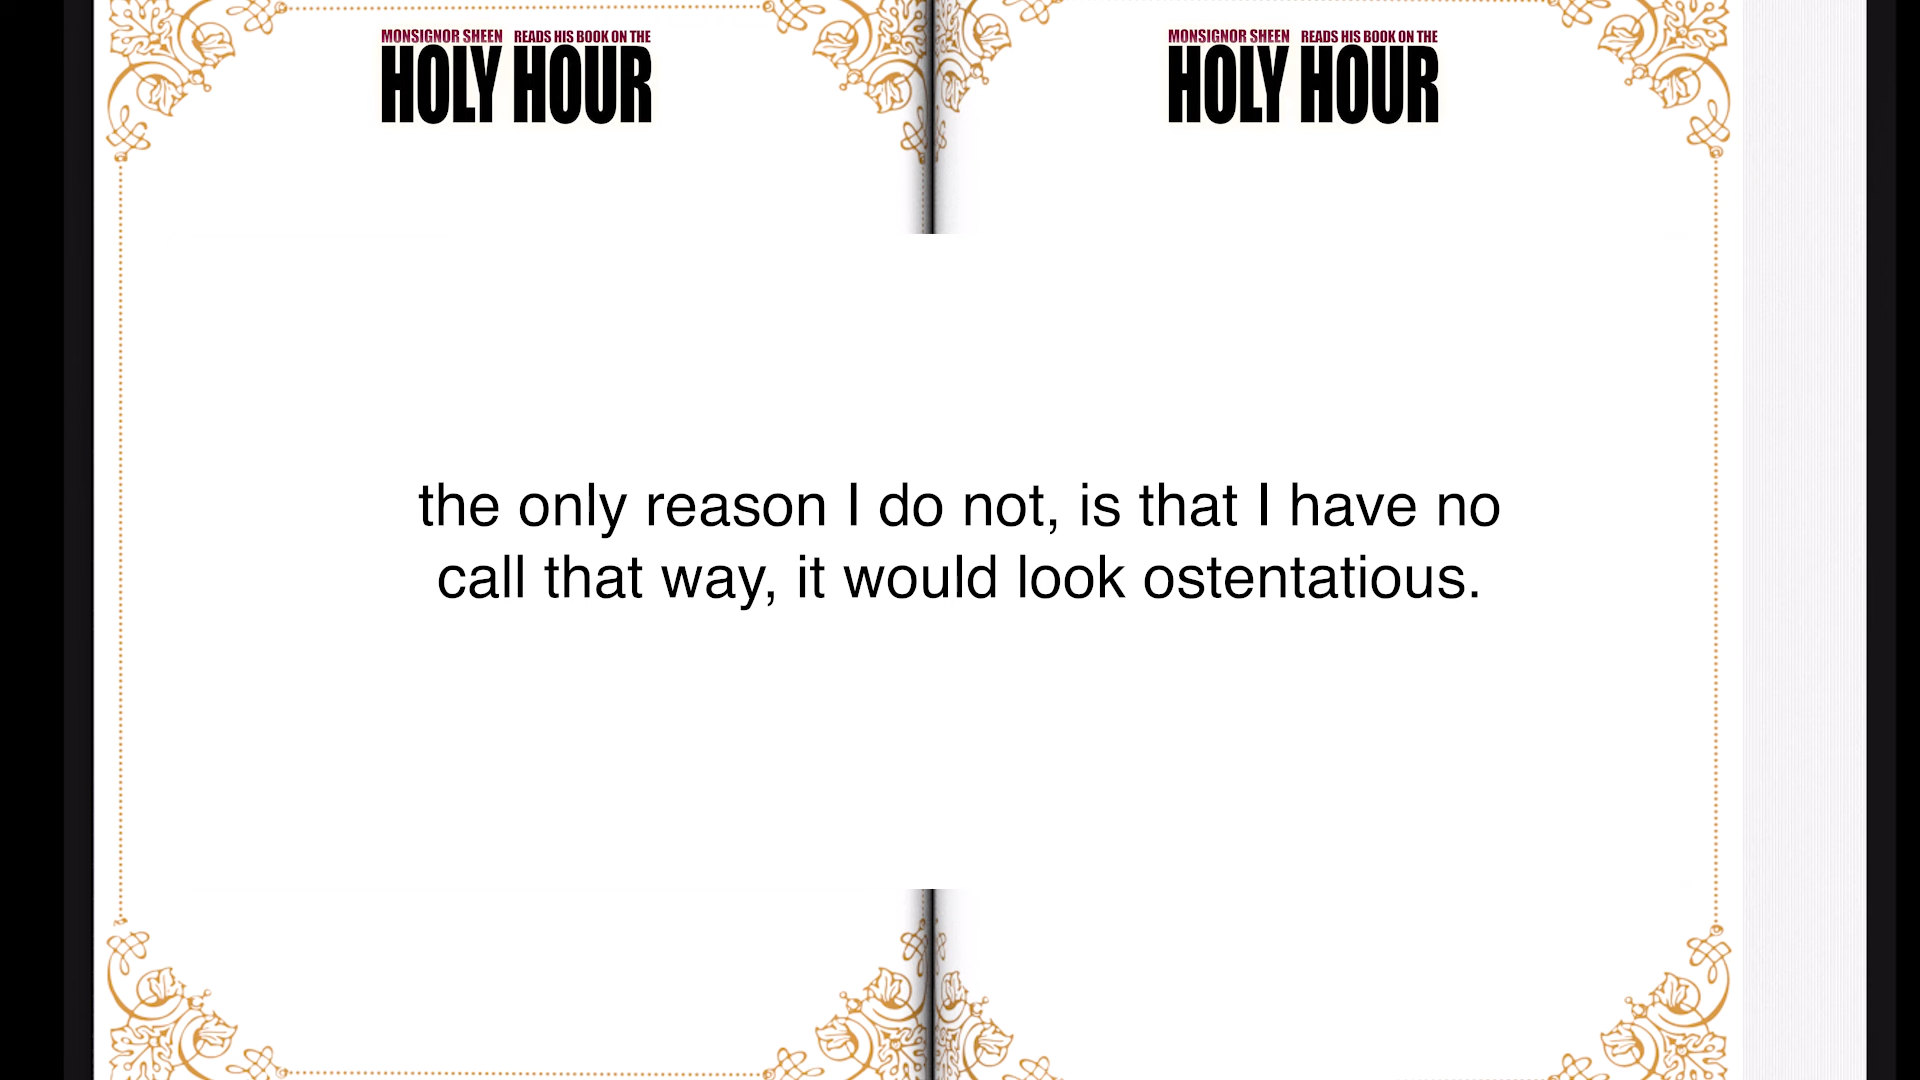 MONSIGNOR SHEEN READS HIS BOOK ON THE
HOLY HOUR
MONSIGNOR SHEEN READS HIS BOOK ON THE
HOLY HOUR
the only reason I do not, is that I have no
call that way, it would look ostentatious.